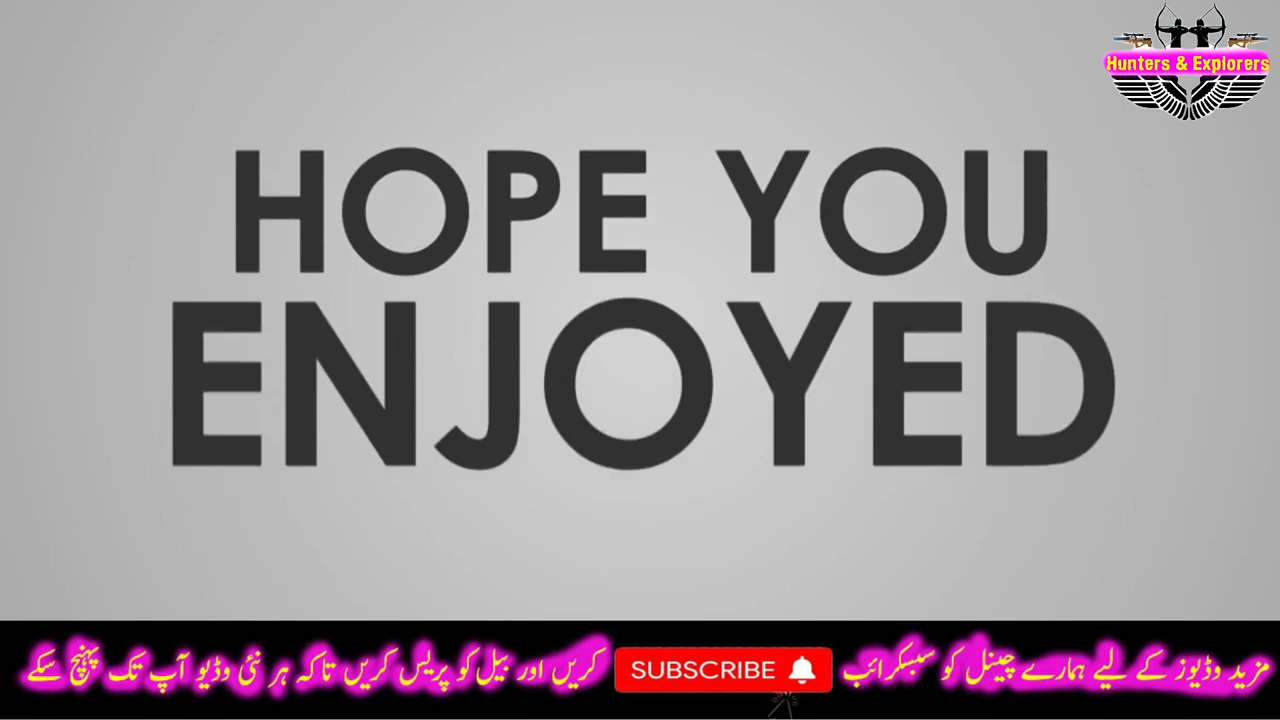 Hunters & Explorers
HOPE YOU
ENJOYED
مزید وڈیوز کے لیے ہمارے چینل کو سبسکرائب SUBSCRIBE کریں اور بیل کو پریس کریں تاکہ ہر نئی وڈیو آپ تک پہنچ سکے